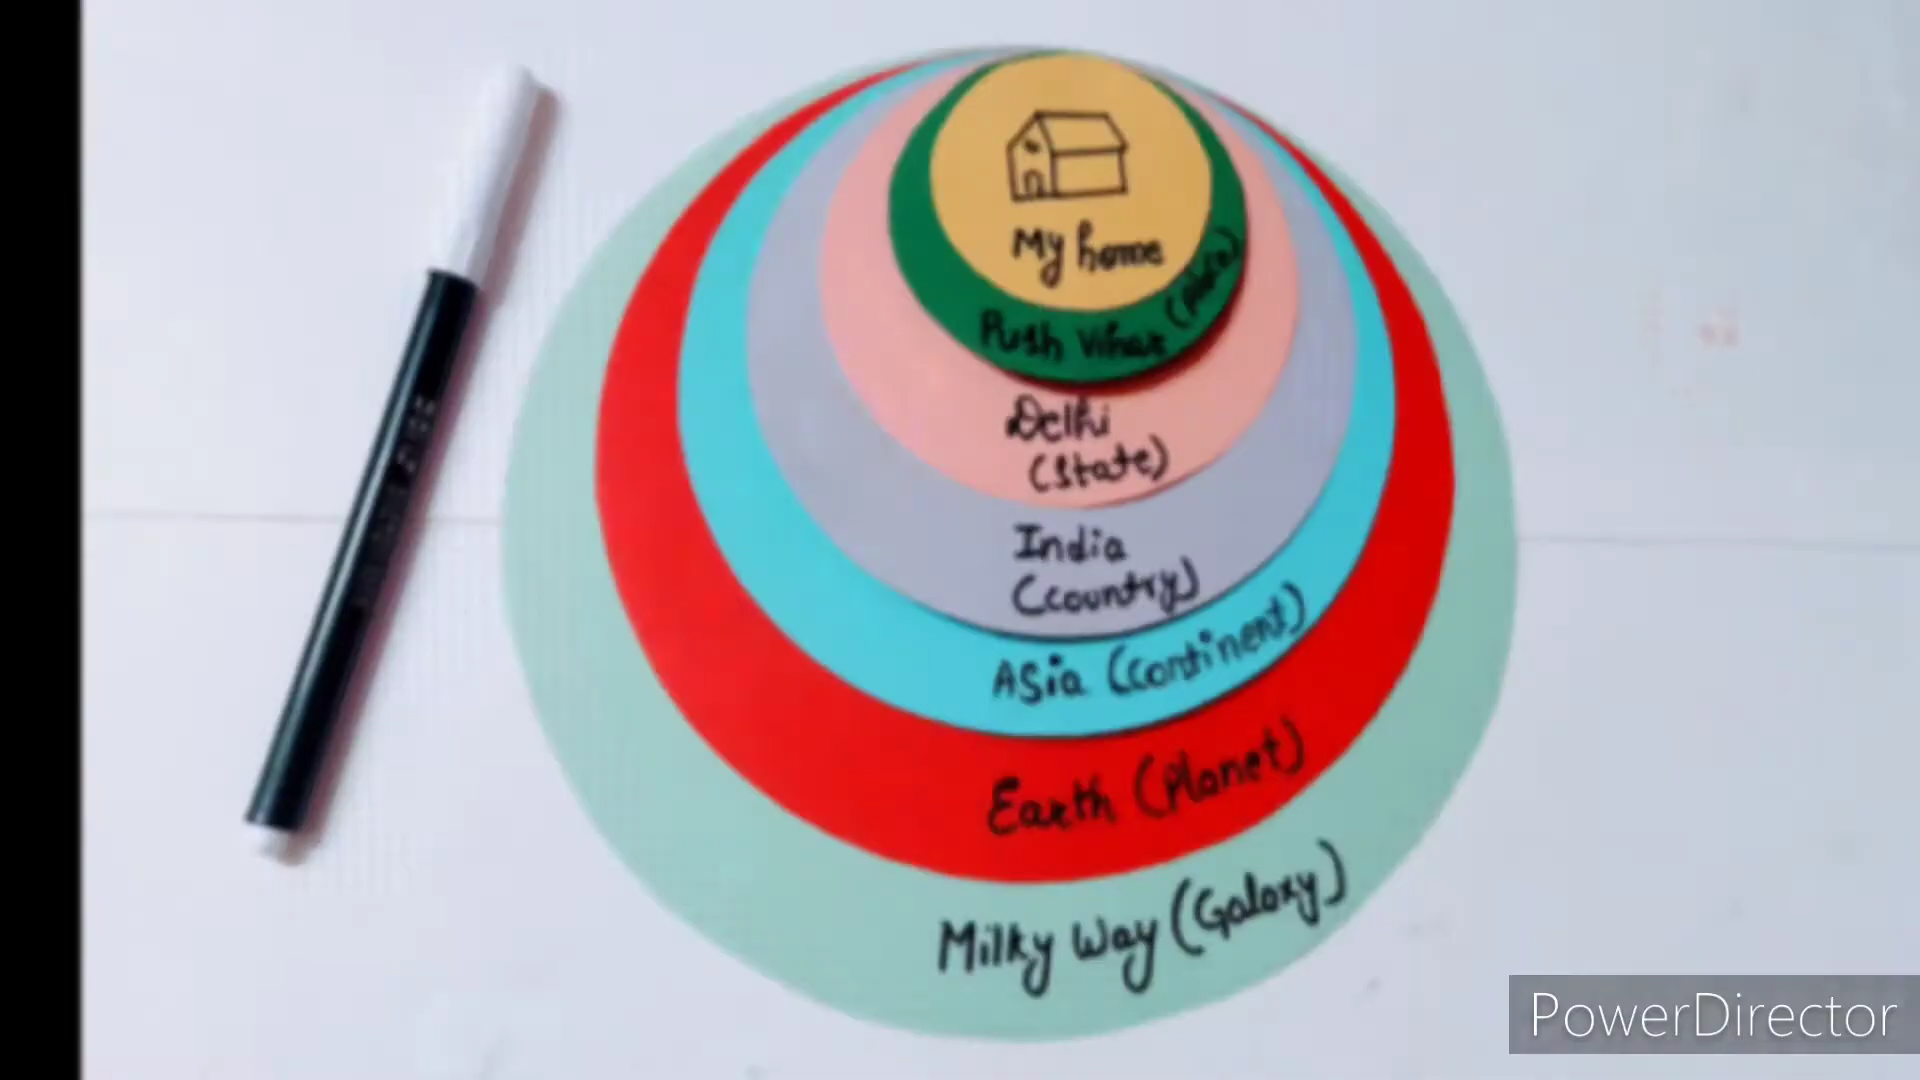 My home
Push Vihar (place)
Delhi
(State)
India
(country)
ASia (continent)
Earth (Planet)
Milky Way (Galaxy)
PowerDirector